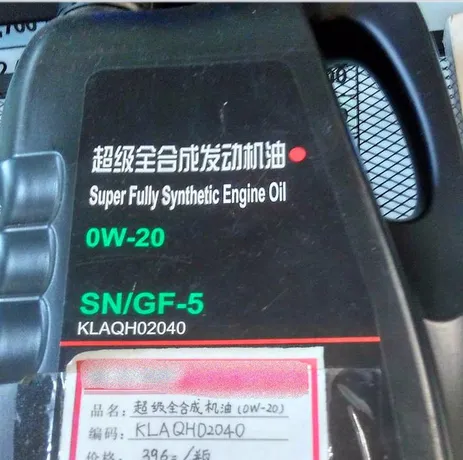 超级全合成发动机油
Super Fully Synthetic Engine Oil
0W-20
SN/GF-5
KLAQH02040
品名: 超级全合成机油(0W-20)
编码: KLAQH02040
价格: 396元/瓶